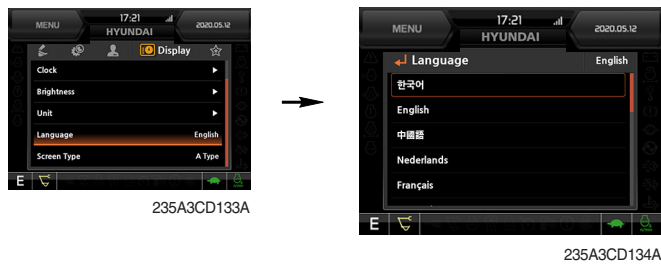 MENU
17:21
HYUNDAI
2020.05.12
Display
Clock
Brightness
Unit
Language English
Screen Type A Type
E
235A3CD133A
MENU
17:21
HYUNDAI
2020.05.12
Language English
한국어
English
中國語
Nederlands
Français
E
235A3CD134A